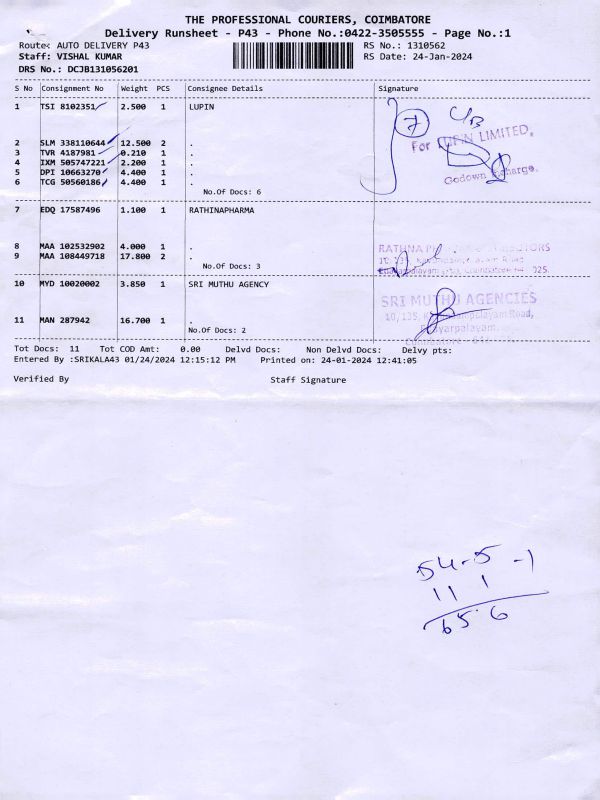 THE PROFESSIONAL COURIERS, COIMBATORE
Delivery Runsheet - P43 - Phone No.:0422-3505555 - Page No.:1
Route: AUTO DELIVERY P43 RS No.: 1310562
Staff: VISHAL KUMAR RS Date: 24-Jan-2024
DRS No.: DCJB131056201
S No Consignment No Weight PCS Consignee Details Signature
1 TSI 8102351 2.500 1 LUPIN
7
For LUPIN LIMITED,
2 SLM 338110644 12.500 2 .
3 TVR 4187981 0.210 1 .
4 IXM 505747221 2.200 1 .
5 DPI 10663270 4.400 1 .
Godown Incharge.
6 TCG 50560186 4.400 1 .
No.Of Docs: 6
7 EDQ 17587496 1.100 1 RATHINAPHARMA
8 MAA 102532902 4.000 1 .
9 MAA 108449718 17.800 2 .
No.Of Docs: 3
10 MYD 10020002 3.850 1 SRI MUTHU AGENCY
SRI MUTHU AGENCIES
11 MAN 287942 16.700 1 .
No.Of Docs: 2
Tot Docs: 11 Tot COD Amt: 0.00 Delvd Docs: Non Delvd Docs: Delvy pts:
Entered By :SRIKALA43 01/24/2024 12:15:12 PM Printed on: 24-01-2024 12:41:05
Verified By Staff Signature
54.5 -1
11 1
65.6